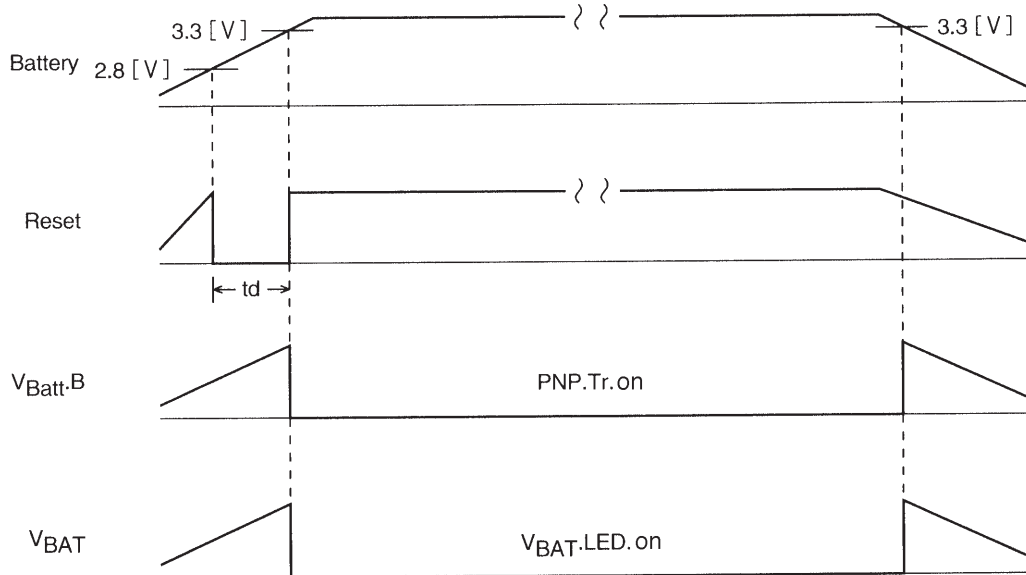 3.3 [V]
3.3 [V]
Battery
2.8 [V]
Reset
td
VBatt.B
PNP.Tr.on
VBAT
VBAT.LED.on